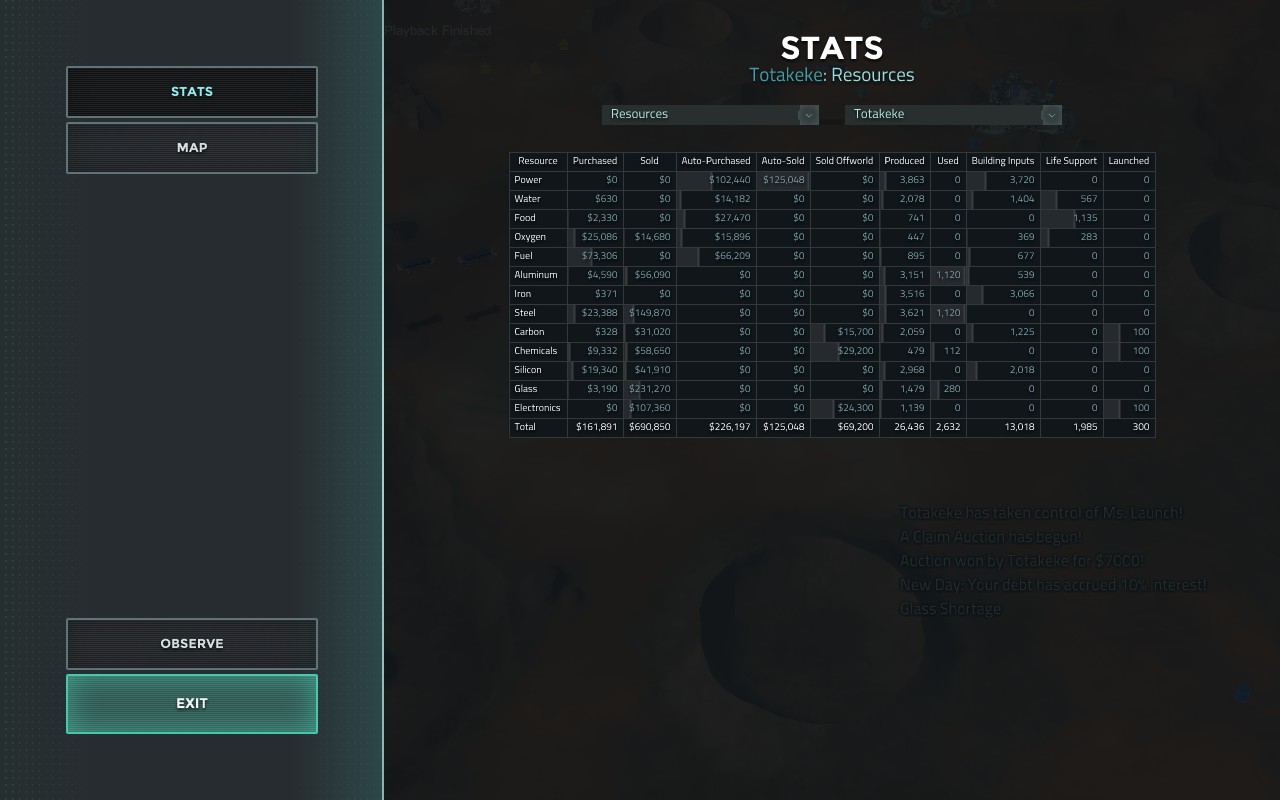 Playback Finished
STATS
Totakeke: Resources
STATS
MAP
Resources Totakeke
Resource Purchased Sold Auto-Purchased Auto-Sold Sold Offworld Produced Used Building Inputs Life Support Launched
Power $0 $0 $102,440 $125,048 $0 3,863 0 3,720 0 0
Water $630 $0 $14,182 $0 $0 2,078 0 1,404 567 0
Food $2,330 $0 $27,470 $0 $0 741 0 0 1,135 0
Oxygen $25,086 $14,680 $15,896 $0 $0 447 0 369 283 0
Fuel $73,306 $0 $66,209 $0 $0 895 0 677 0 0
Aluminum $4,590 $56,090 $0 $0 $0 3,151 1,120 539 0 0
Iron $371 $0 $0 $0 $0 3,516 0 3,066 0 0
Steel $23,388 $149,870 $0 $0 $0 3,621 1,120 0 0 0
Carbon $328 $31,020 $0 $0 $15,700 2,059 0 1,225 0 100
Chemicals $9,332 $58,650 $0 $0 $29,200 479 112 0 0 100
Silicon $19,340 $41,910 $0 $0 $0 2,968 0 2,018 0 0
Glass $3,190 $231,270 $0 $0 $0 1,479 280 0 0 0
Electronics $0 $107,360 $0 $0 $24,300 1,139 0 0 0 100
Total $161,891 $690,850 $226,197 $125,048 $69,200 26,436 2,632 13,018 1,985 300
Totakeke has taken control of Ms. Launch!
A Claim Auction has begun!
Auction won by Totakeke for $7000!
New Day: Your debt has accrued 10% interest!
Glass Shortage
OBSERVE
EXIT